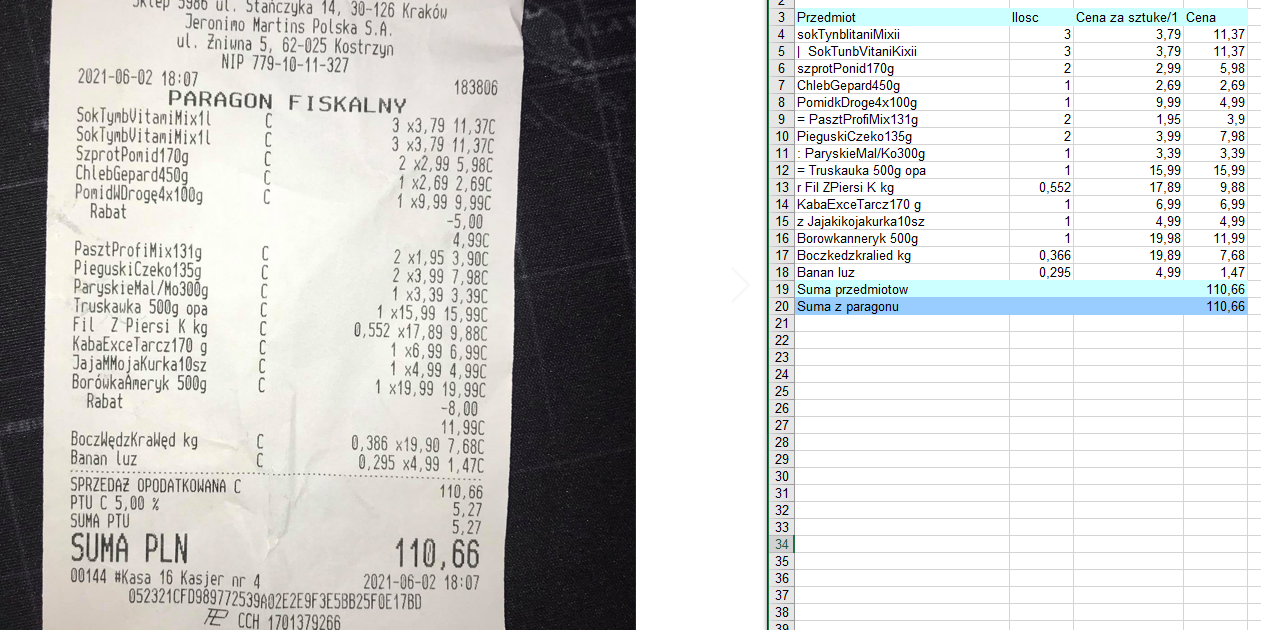 Sklep 5986 ul. Stańczyka 14, 30-126 Kraków
Jeronimo Martins Polska S.A.
ul. Żniwna 5, 62-025 Kostrzyn
NIP 779-10-11-327
2021-06-02 18:07 183806
PARAGON FISKALNY
SokTymbVitamiMix1l C 3 x3,79 11,37C
SokTymbVitamiMix1l C 3 x3,79 11,37C
SzprotPomid170g C 2 x2,99 5,98C
ChlebGepard450g C 1 x2,69 2,69C
PomidWDrogę4x100g C 1 x9,99 9,99C
Rabat -5,00
4,99C
PasztProfiMix131g C 2 x1,95 3,90C
PieguskiCzeko135g C 2 x3,99 7,98C
ParyskieMal/Mo300g C 1 x3,39 3,39C
Truskawka 500g opa C 1 x15,99 15,99C
Fil Z Piersi K kg C 0,552 x17,89 9,88C
KabaExceTarcz170 g C 1 x6,99 6,99C
JajaMMojaKurka10sz C 1 x4,99 4,99C
BorówkaAmeryk 500g C 1 x19,99 19,99C
Rabat -8,00
11,99C
BoczWędzKraWęd kg C 0,386 x19,90 7,68C
Banan luz C 0,295 x4,99 1,47C
SPRZEDAŻ OPODATKOWANA C 110,66
PTU C 5,00 % 5,27
SUMA PTU 5,27
SUMA PLN 110,66
00144 #Kasa 16 Kasjer nr 4 2021-06-02 18:07
052321CFD989772539A02E2E9F3E5BB25F0E17BD
CCH 1701379266
2
3 Przedmiot Ilosc Cena za sztuke/1 Cena
4 sokTynblitaniMixii 3 3,79 11,37
5 | SokTunbVitaniKixii 3 3,79 11,37
6 szprotPonid170g 2 2,99 5,98
7 ChlebGepard450g 1 2,69 2,69
8 PomidkDroge4x100g 1 9,99 4,99
9 = PasztProfiMix131g 2 1,95 3,9
10 PieguskiCzeko135g 2 3,99 7,98
11 : ParyskieMal/Ko300g 1 3,39 3,39
12 = Truskauka 500g opa 1 15,99 15,99
13 r Fil ZPiersi K kg 0,552 17,89 9,88
14 KabaExceTarcz170 g 1 6,99 6,99
15 z Jajakikojakurka10sz 1 4,99 4,99
16 Borowkanneryk 500g 1 19,98 11,99
17 Boczkedzkralied kg 0,366 19,89 7,68
18 Banan luz 0,295 4,99 1,47
19 Suma przedmiotow 110,66
20 Suma z paragonu 110,66
21
22
23
24
25
26
27
28
29
30
31
32
33
34
35
36
37
38
39